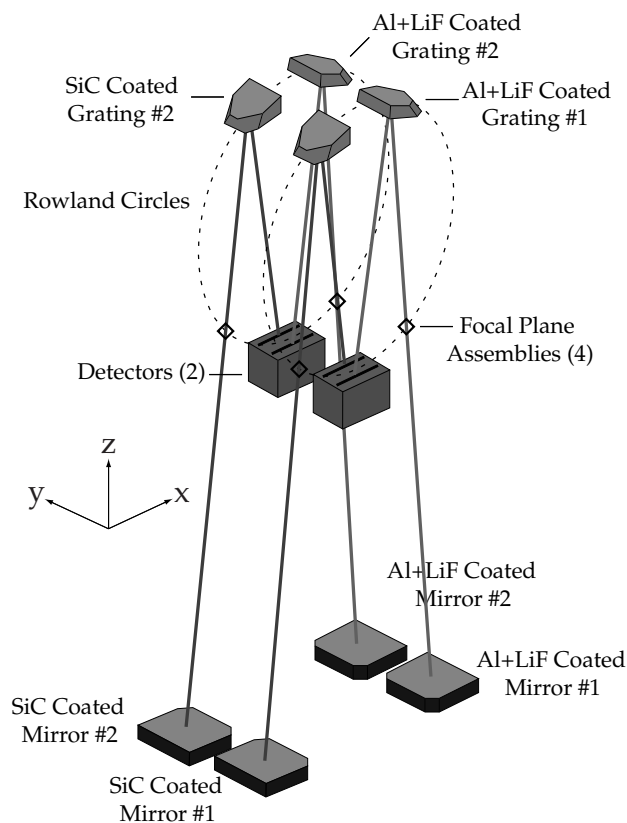 Al+LiF Coated
Grating #2
SiC Coated
Grating #2
Al+LiF Coated
Grating #1
Rowland Circles
Focal Plane
Assemblies (4)
Detectors (2)
z
y
x
Al+LiF Coated
Mirror #2
Al+LiF Coated
Mirror #1
SiC Coated
Mirror #2
SiC Coated
Mirror #1